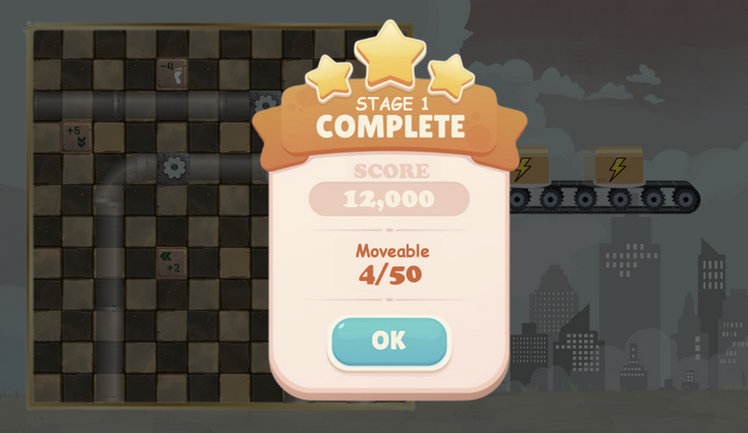 -4
+5
+2
STAGE 1
COMPLETE
SCORE
12,000
Moveable
4/50
OK